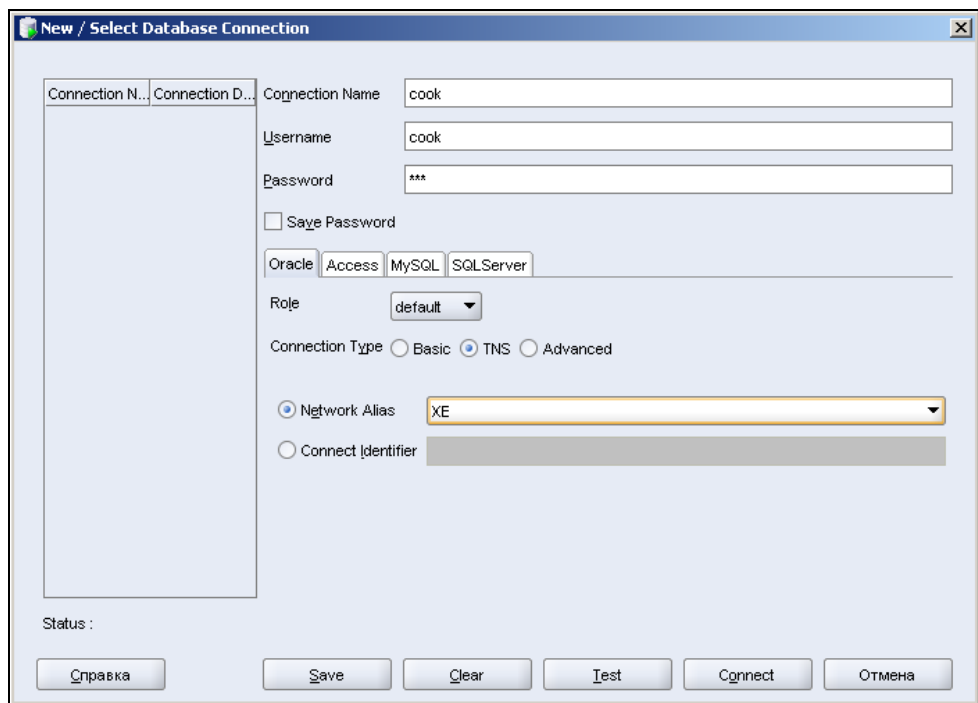 New / Select Database Connection
Connection N... Connection D...
Connection Name cook
Username cook
Password ***
Save Password
Oracle Access MySQL SQLServer
Role default
Connection Type Basic TNS Advanced
Network Alias XE
Connect Identifier
Status :
Справка Save Clear Test Connect Отмена